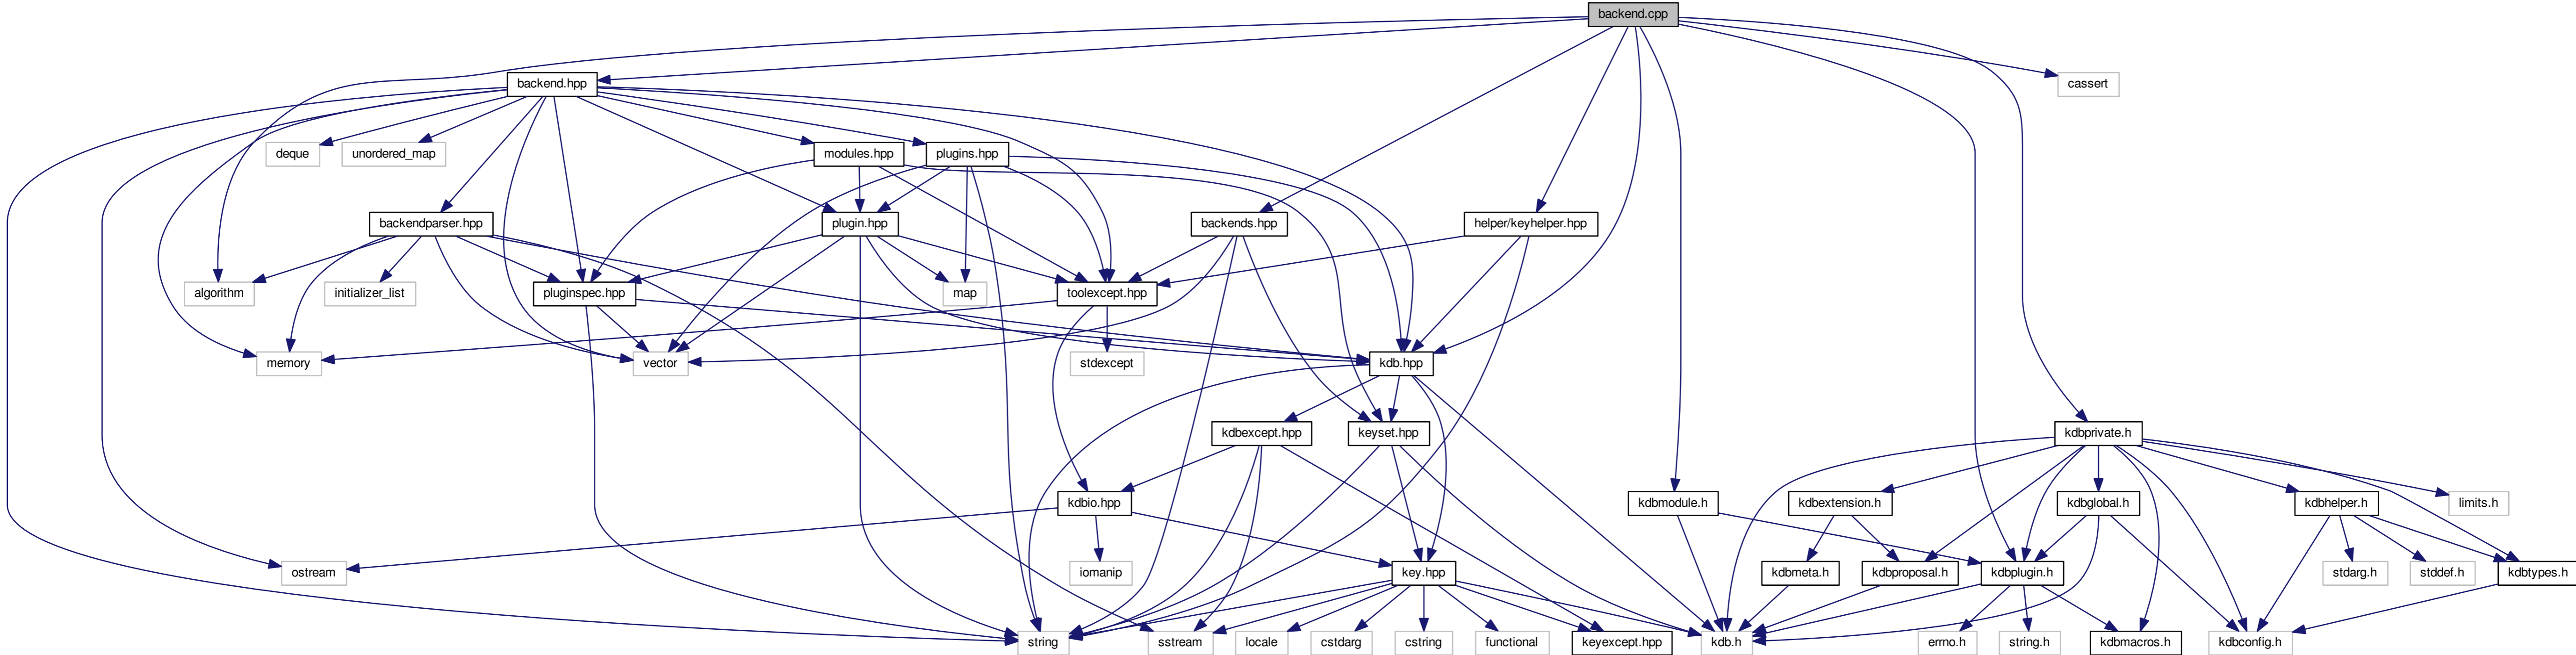 backend.cpp
backend.hpp
cassert
deque
unordered_map
modules.hpp
plugins.hpp
backendparser.hpp
plugin.hpp
backends.hpp
helper/keyhelper.hpp
algorithm
initializer_list
pluginspec.hpp
map
toolexcept.hpp
memory
vector
stdexcept
kdb.hpp
kdbexcept.hpp
keyset.hpp
kdbprivate.h
kdbio.hpp
kdbmodule.h
kdbextension.h
kdbglobal.h
kdbhelper.h
limits.h
ostream
iomanip
key.hpp
kdbmeta.h
kdbproposal.h
kdbplugin.h
stdarg.h
stddef.h
kdbtypes.h
string
sstream
locale
cstdarg
cstring
functional
keyexcept.hpp
kdb.h
errno.h
string.h
kdbmacros.h
kdbconfig.h